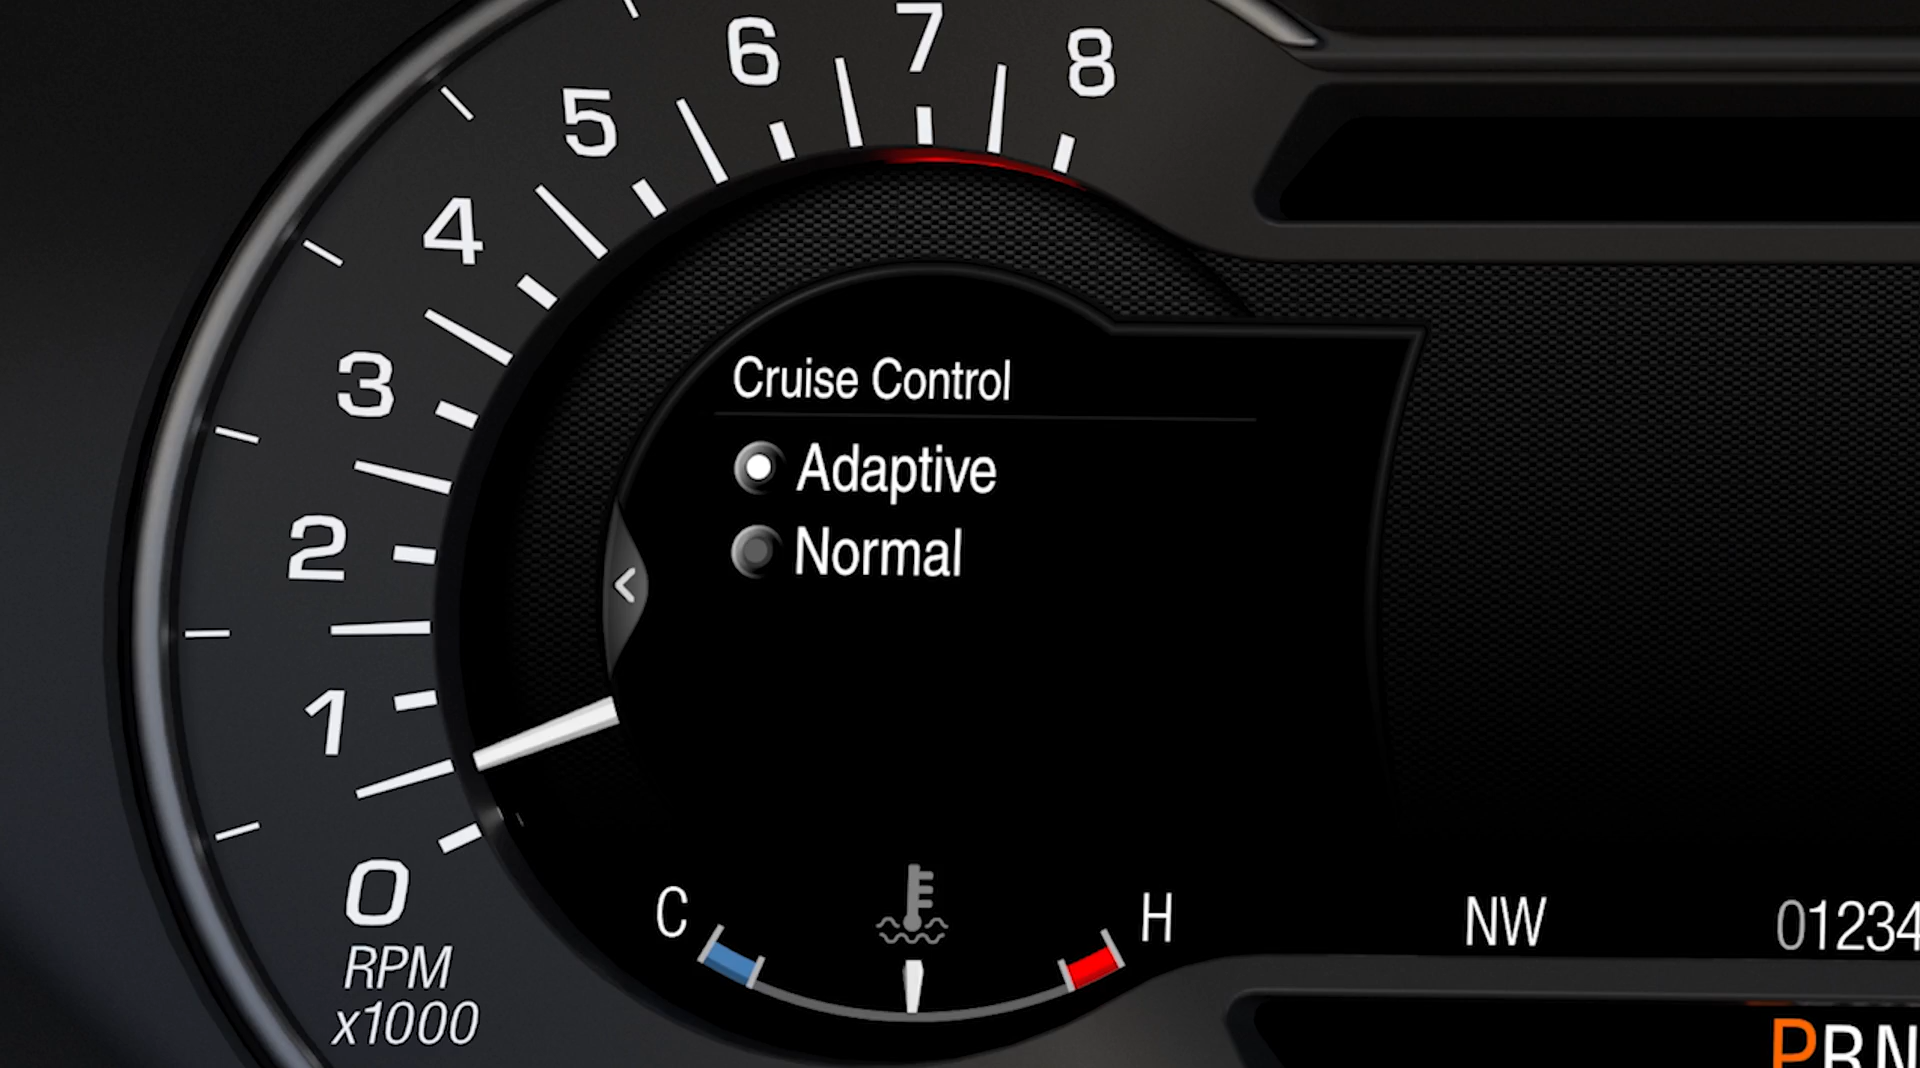 6 7 8
5
4
3
2
1
0
RPM
x1000
Cruise Control
Adaptive
Normal
C H
NW 01234
PRN